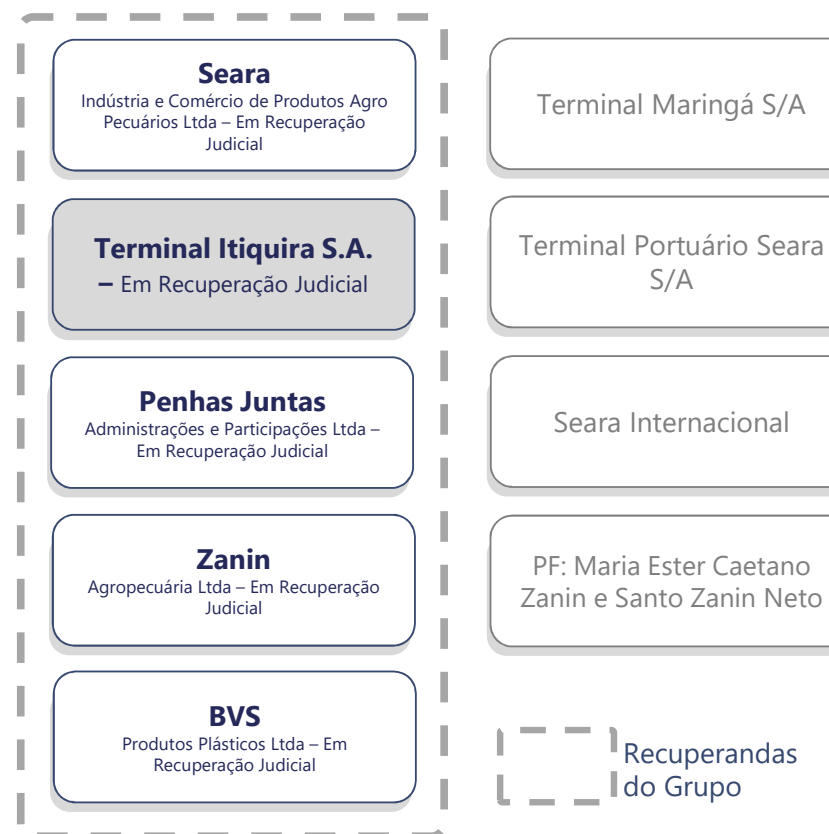 Seara
Indústria e Comércio de Produtos Agro
Pecuários Ltda – Em Recuperação
Judicial
Terminal Itiquira S.A.
– Em Recuperação Judicial
Penhas Juntas
Administrações e Participações Ltda –
Em Recuperação Judicial
Zanin
Agropecuária Ltda – Em Recuperação
Judicial
BVS
Produtos Plásticos Ltda – Em
Recuperação Judicial
Terminal Maringá S/A
Terminal Portuário Seara
S/A
Seara Internacional
PF: Maria Ester Caetano
Zanin e Santo Zanin Neto
Recuperandas
do Grupo